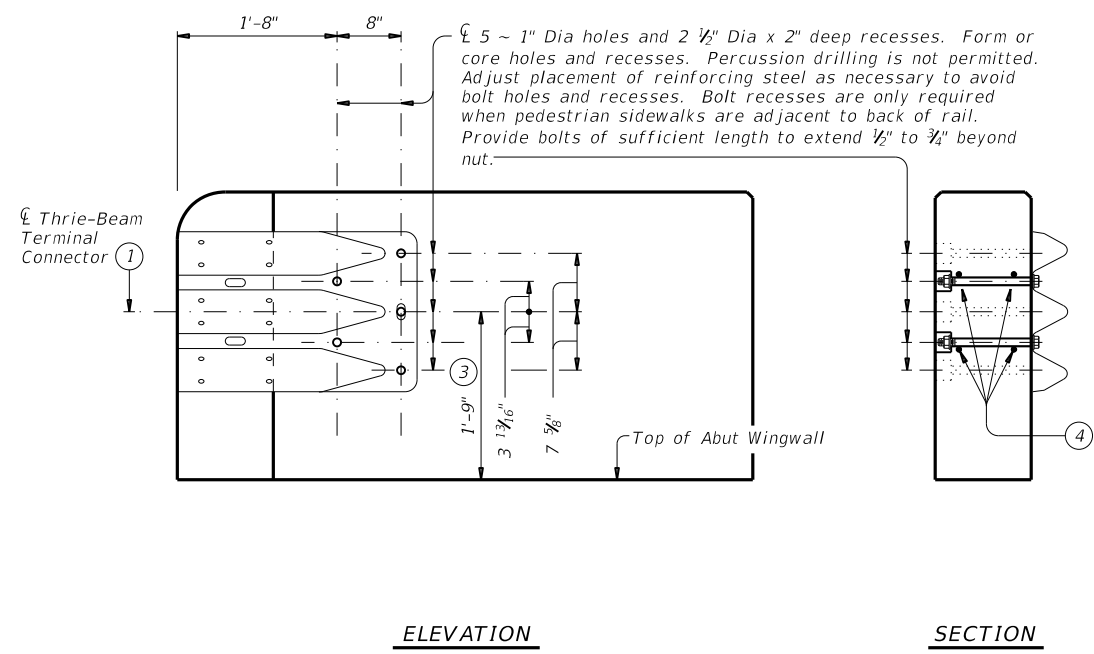 1'-8"
8"
℄ 5 ~ 1" Dia holes and 2 ½" Dia x 2" deep recesses. Form or
core holes and recesses. Percussion drilling is not permitted.
Adjust placement of reinforcing steel as necessary to avoid
bolt holes and recesses. Bolt recesses are only required
when pedestrian sidewalks are adjacent to back of rail.
Provide bolts of sufficient length to extend ½" to ¾" beyond
nut.
℄ Thrie-Beam
Terminal
Connector 1
3
1'-9"
3 13/16"
7 5/8"
Top of Abut Wingwall
4
ELEVATION
SECTION